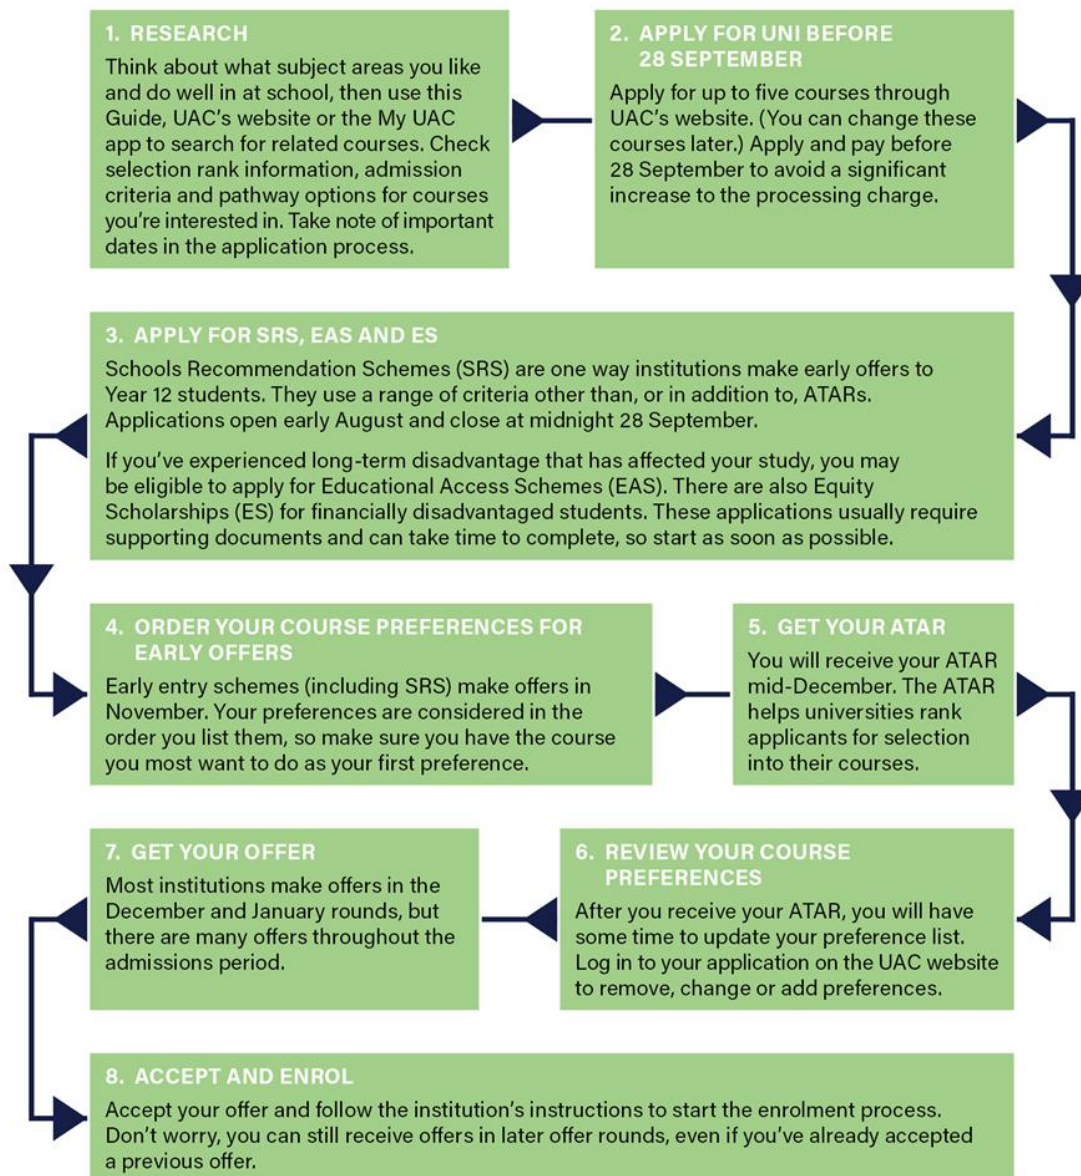 1. RESEARCH
Think about what subject areas you like
and do well in at school, then use this
Guide, UAC's website or the My UAC
app to search for related courses. Check
selection rank information, admission
criteria and pathway options for courses
you're interested in. Take note of important
dates in the application process.
2. APPLY FOR UNI BEFORE
28 SEPTEMBER
Apply for up to five courses through
UAC's website. (You can change these
courses later.) Apply and pay before
28 September to avoid a significant
increase to the processing charge.
3. APPLY FOR SRS, EAS AND ES
Schools Recommendation Schemes (SRS) are one way institutions make early offers to
Year 12 students. They use a range of criteria other than, or in addition to, ATARs.
Applications open early August and close at midnight 28 September.
If you've experienced long-term disadvantage that has affected your study, you may
be eligible to apply for Educational Access Schemes (EAS). There are also Equity
Scholarships (ES) for financially disadvantaged students. These applications usually require
supporting documents and can take time to complete, so start as soon as possible.
4. ORDER YOUR COURSE PREFERENCES FOR
EARLY OFFERS
Early entry schemes (including SRS) make offers in
November. Your preferences are considered in the
order you list them, so make sure you have the course
you most want to do as your first preference.
5. GET YOUR ATAR
You will receive your ATAR
mid-December. The ATAR
helps universities rank
applicants for selection
into their courses.
6. REVIEW YOUR COURSE
PREFERENCES
After you receive your ATAR, you will have
some time to update your preference list.
Log in to your application on the UAC website
to remove, change or add preferences.
7. GET YOUR OFFER
Most institutions make offers in the
December and January rounds, but
there are many offers throughout the
admissions period.
8. ACCEPT AND ENROL
Accept your offer and follow the institution's instructions to start the enrolment process.
Don't worry, you can still receive offers in later offer rounds, even if you've already accepted
a previous offer.